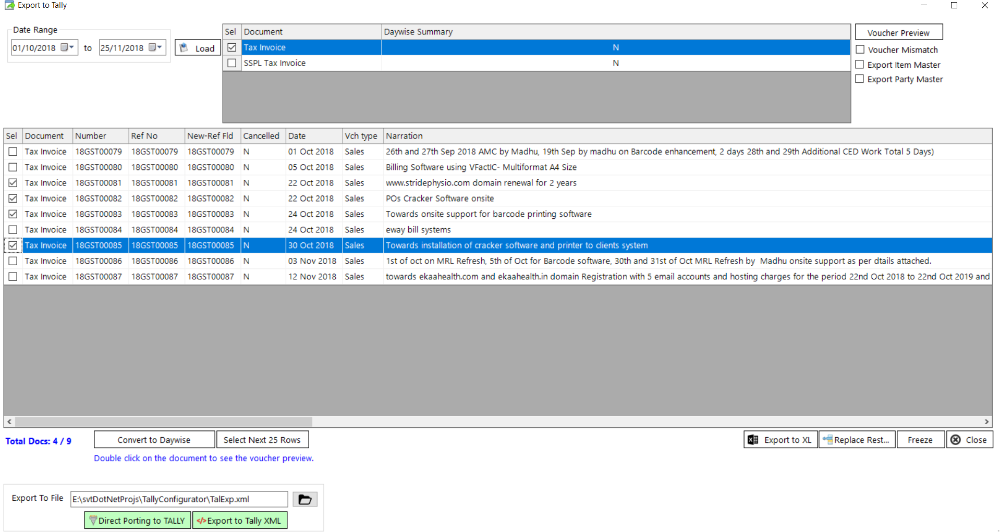 Export to Tally
Date Range
01/10/2018 to 25/11/2018 Load
Sel Document Daywise Summary
Tax Invoice N
SSPL Tax Invoice N
Voucher Preview
Voucher Mismatch
Export Item Master
Export Party Master
Sel Document Number Ref No New-Ref Fld Cancelled Date Vch type Narration
Tax Invoice 18GST00079 18GST00079 18GST00079 N 01 Oct 2018 Sales 26th and 27th Sep 2018 AMC by Madhu, 19th Sep by madhu on Barcode enhancement, 2 days 28th and 29th Additional CED Work Total 5 Days)
Tax Invoice 18GST00080 18GST00080 18GST00080 N 05 Oct 2018 Sales Billing Software using VFactIC- Multiformat A4 Size
Tax Invoice 18GST00081 18GST00081 18GST00081 N 22 Oct 2018 Sales www.stridephysio.com domain renewal for 2 years
Tax Invoice 18GST00082 18GST00082 18GST00082 N 22 Oct 2018 Sales POs Cracker Software onsite
Tax Invoice 18GST00083 18GST00083 18GST00083 N 24 Oct 2018 Sales Towards onsite support for barcode printing software
Tax Invoice 18GST00084 18GST00084 18GST00084 N 24 Oct 2018 Sales eway bill systems
Tax Invoice 18GST00085 18GST00085 18GST00085 N 30 Oct 2018 Sales Towards installation of cracker software and printer to clients system
Tax Invoice 18GST00086 18GST00086 18GST00086 N 03 Nov 2018 Sales 1st of oct on MRL Refresh, 5th of Oct for Barcode software, 30th and 31st of Oct MRL Refresh by  Madhu onsite support as per dtails attached.
Tax Invoice 18GST00087 18GST00087 18GST00087 N 12 Nov 2018 Sales towards ekaahealth.com and ekaahealth.in domain Registration with 5 email accounts and hosting charges for the period 22nd Oct 2018 to 22nd Oct 2019 and
Total Docs: 4 / 9 Convert to Daywise Select Next 25 Rows Export to XL Replace Rest... Freeze Close
Double click on the document to see the voucher preview.
Export To File E:\svtDotNetProjs\TallyConfigurator\TalExp.xml
Direct Porting to TALLY </> Export to Tally XML